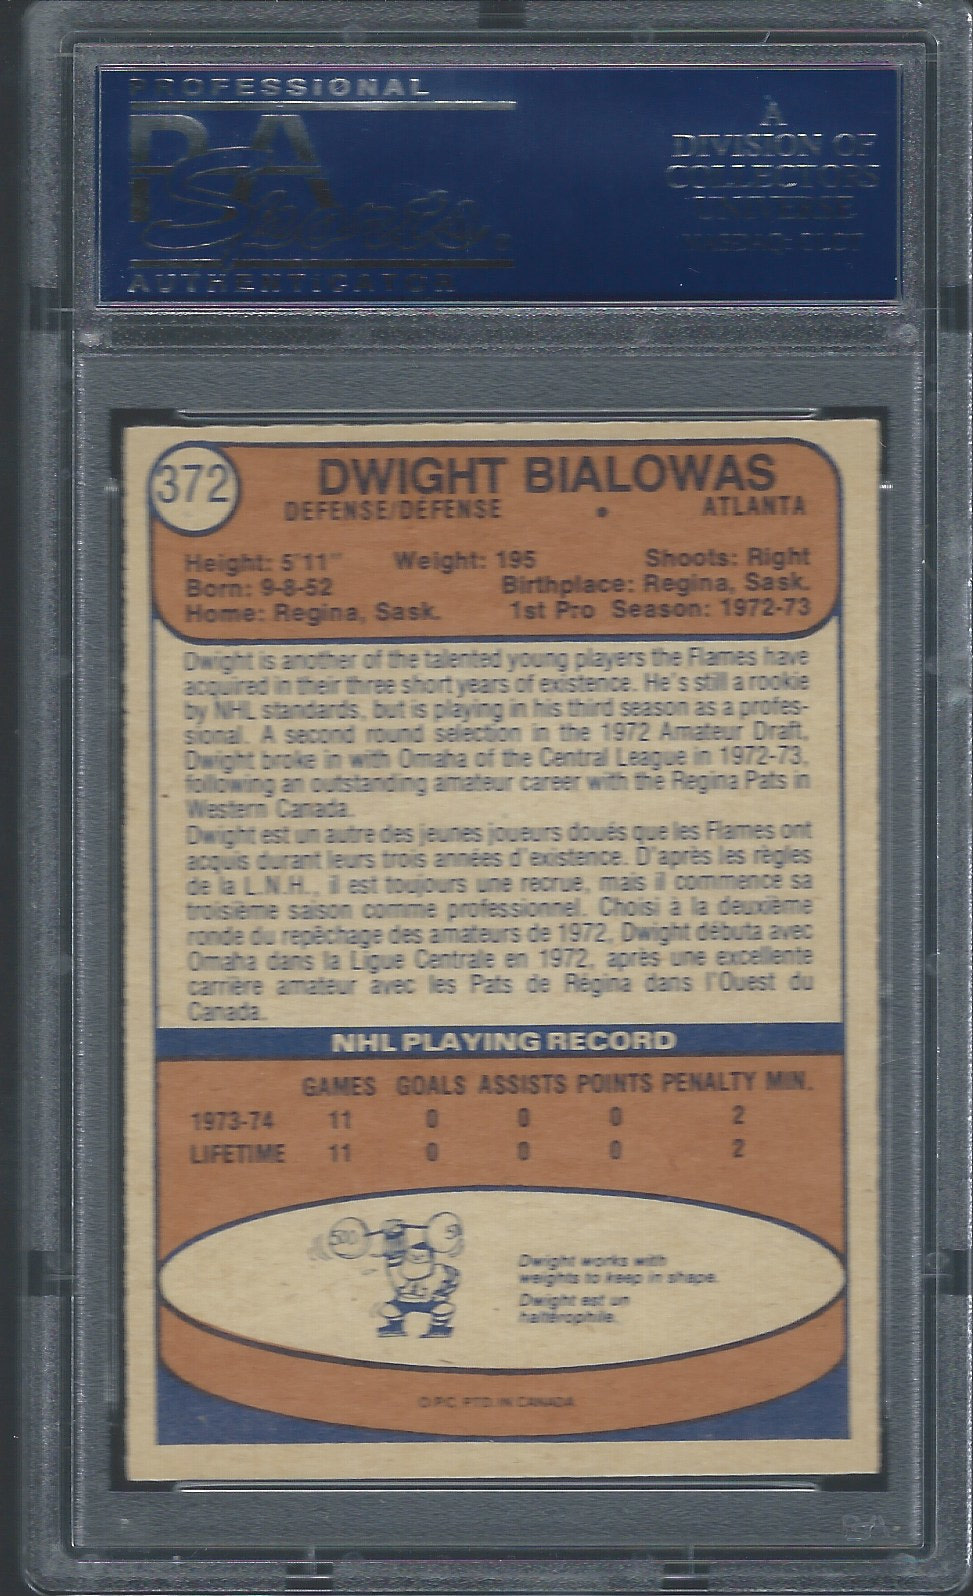 PROFESSIONAL
PSA
Sports
AUTHENTICATOR
A
DIVISION OF
COLLECTORS
UNIVERSE
NASDAQ: CLCT
372
DWIGHT BIALOWAS
DEFENSE/DÉFENSE • ATLANTA
Height: 5'11" Weight: 195 Shoots: Right
Born: 9-8-52 Birthplace: Regina, Sask.
Home: Regina, Sask. 1st Pro Season: 1972-73
Dwight is another of the talented young players the Flames have
acquired in their three short years of existence. He's still a rookie
by NHL standards, but is playing in his third season as a profes-
sional. A second round selection in the 1972 Amateur Draft,
Dwight broke in with Omaha of the Central League in 1972-73,
following an outstanding amateur career with the Regina Pats in
Western Canada.
Dwight est un autre des jeunes joueurs doués que les Flames ont
acquis durant leurs trois années d'existence. D'après les règles
de la L.N.H., il est toujours une recrue, mais il commence sa
troisième saison comme professionnel. Choisi à la deuxième
ronde du repêchage des amateurs de 1972, Dwight débuta avec
Omaha dans la Ligue Centrale en 1972, après une excellente
carrière amateur avec les Pats de Régina dans l'Ouest du
Canada.
NHL PLAYING RECORD
GAMES GOALS ASSISTS POINTS PENALTY MIN.
1973-74 11 0 0 0 2
LIFETIME 11 0 0 0 2
500 5
Dwight works with
weights to keep in shape.
Dwight est un
haltérophile.
O.P.C. PTD. IN CANADA
PSA